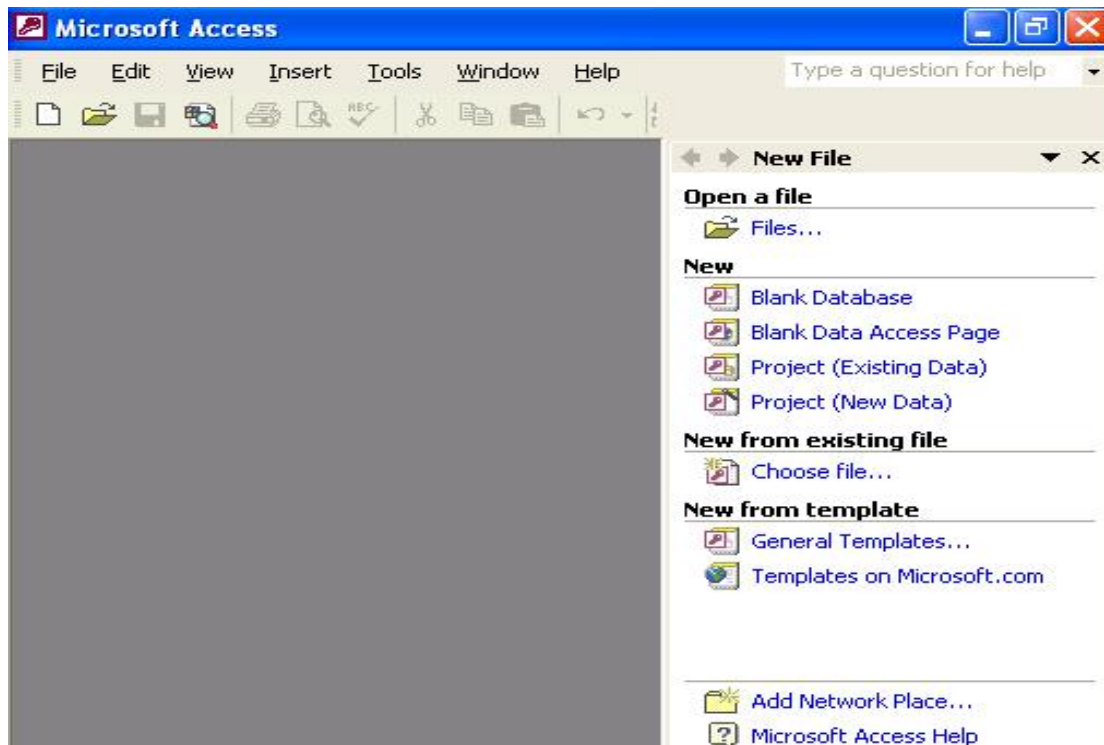 Microsoft Access
File Edit View Insert Tools Window Help Type a question for help
ABC
New File
Open a file
Files...
New
Blank Database
Blank Data Access Page
Project (Existing Data)
Project (New Data)
New from existing file
Choose file...
New from template
General Templates...
Templates on Microsoft.com
Add Network Place...
Microsoft Access Help